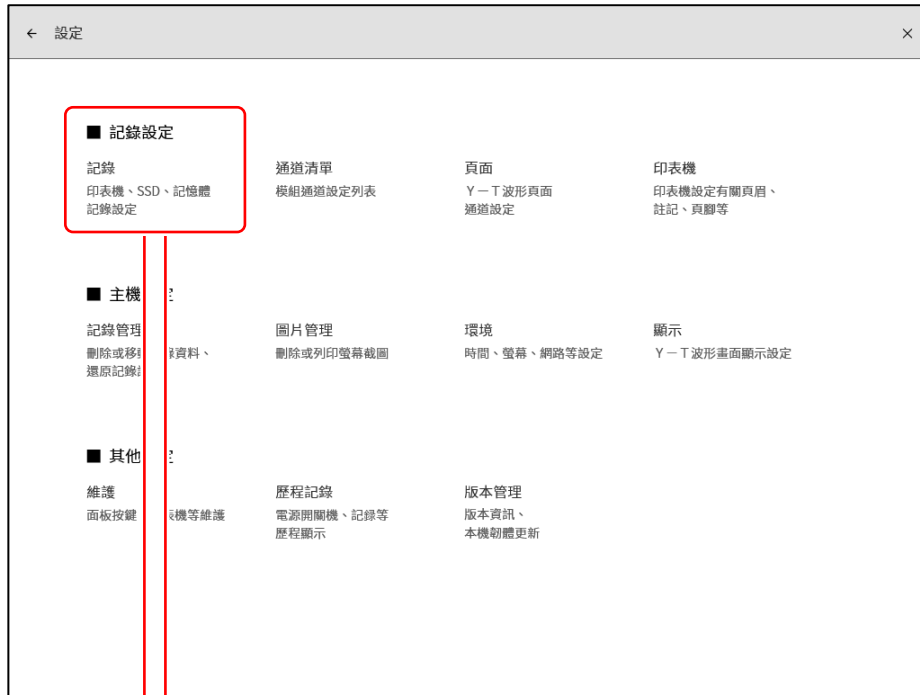 ← 設定 ×
■ 記錄設定
記錄 通道清單 頁面 印表機
印表機、SSD、記憶體 模組通道設定列表 Y－T波形頁面 印表機設定有關頁眉、
記錄設定 通道設定 註記、頁腳等
■ 主機
記錄管理 圖片管理 環境 顯示
刪除或移 資料、 刪除或列印螢幕截圖 時間、螢幕、網路等設定 Y－T波形畫面顯示設定
還原記錄
■ 其他
維護 歷程記錄 版本管理
面板按鍵 機等維護 電源開關機、記錄等 版本資訊、
歷程顯示 本機韌體更新